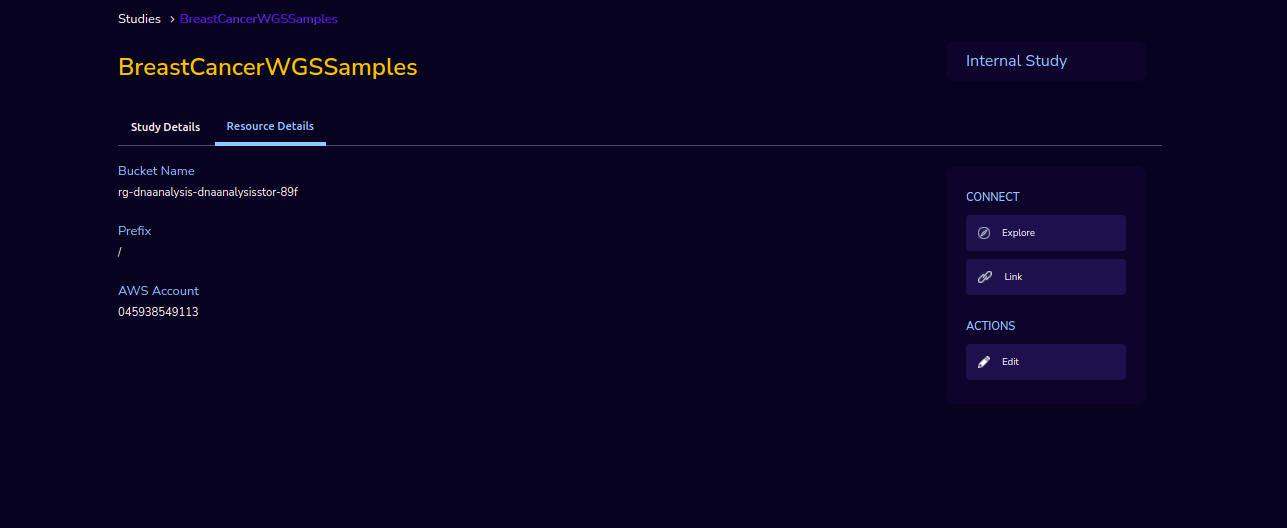 Studies > BreastCancerWGSSamples
BreastCancerWGSSamples
Internal Study
Study Details Resource Details
Bucket Name
rg-dnaanalysis-dnaanalysisstor-89f
Prefix
/
AWS Account
045938549113
CONNECT
Explore
Link
ACTIONS
Edit